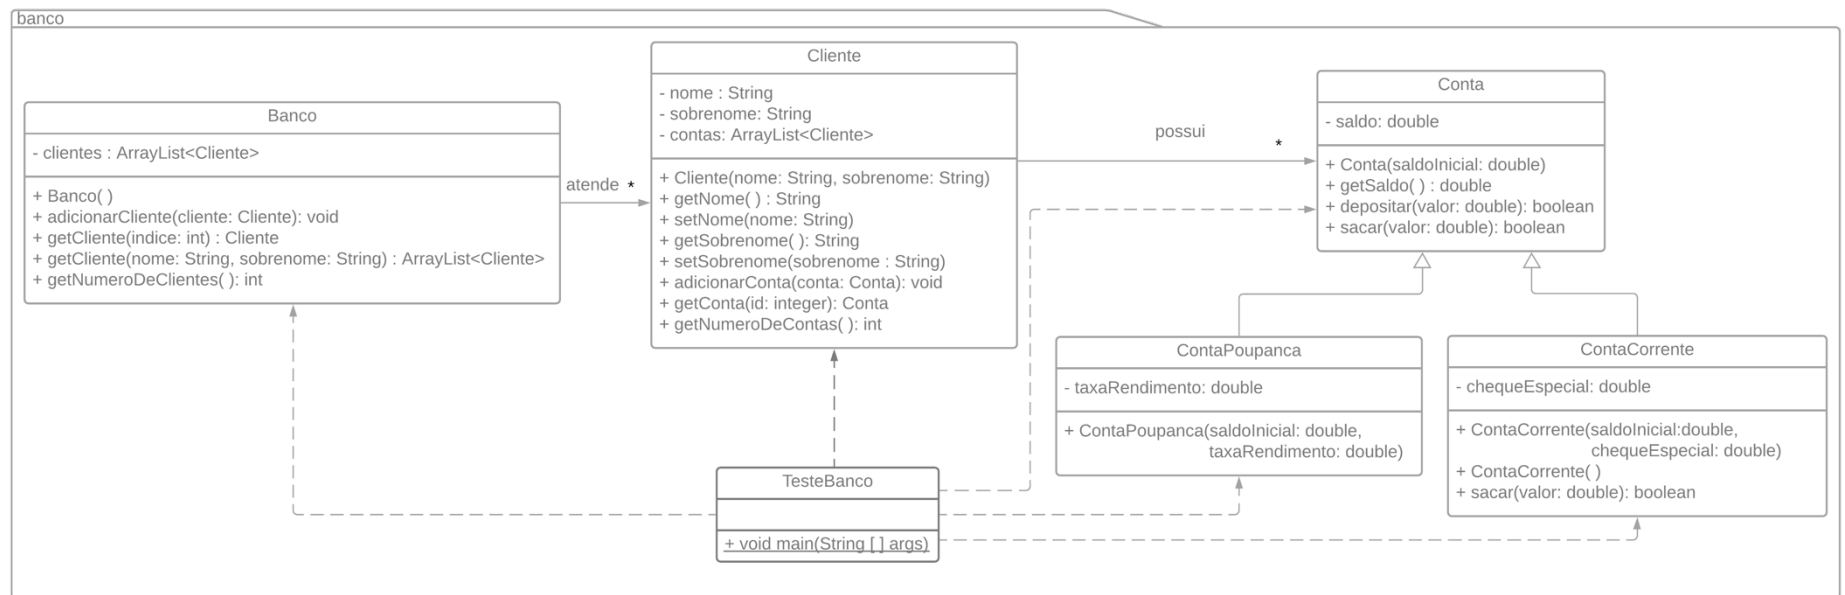 banco
Banco
- clientes : ArrayList<Cliente>
+ Banco( )
+ adicionarCliente(cliente: Cliente): void
+ getCliente(indice: int) : Cliente
+ getCliente(nome: String, sobrenome: String) : ArrayList<Cliente>
+ getNumeroDeClientes( ): int
atende *
Cliente
- nome : String
- sobrenome: String
- contas: ArrayList<Cliente>
+ Cliente(nome: String, sobrenome: String)
+ getNome( ) : String
+ setNome(nome: String)
+ getSobrenome( ): String
+ setSobrenome(sobrenome : String)
+ adicionarConta(conta: Conta): void
+ getConta(id: integer): Conta
+ getNumeroDeContas( ): int
possui
*
Conta
- saldo: double
+ Conta(saldoInicial: double)
+ getSaldo( ) : double
+ depositar(valor: double): boolean
+ sacar(valor: double): boolean
ContaPoupanca
- taxaRendimento: double
+ ContaPoupanca(saldoInicial: double,
taxaRendimento: double)
ContaCorrente
- chequeEspecial: double
+ ContaCorrente(saldoInicial:double,
chequeEspecial: double)
+ ContaCorrente( )
+ sacar(valor: double): boolean
TesteBanco
+ void main(String [ ] args)